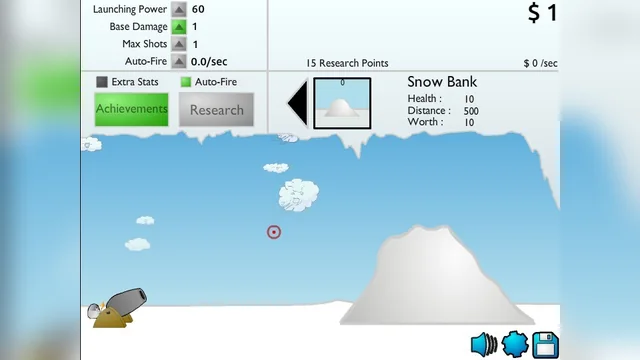 Launching Power 60
$ 1
Base Damage 1
Max Shots 1
Auto-Fire 0.0/sec
15 Research Points
$ 0 /sec
Extra Stats
Auto-Fire
Achievements
Research
0
Snow Bank
Health : 10
Distance : 500
Worth : 10